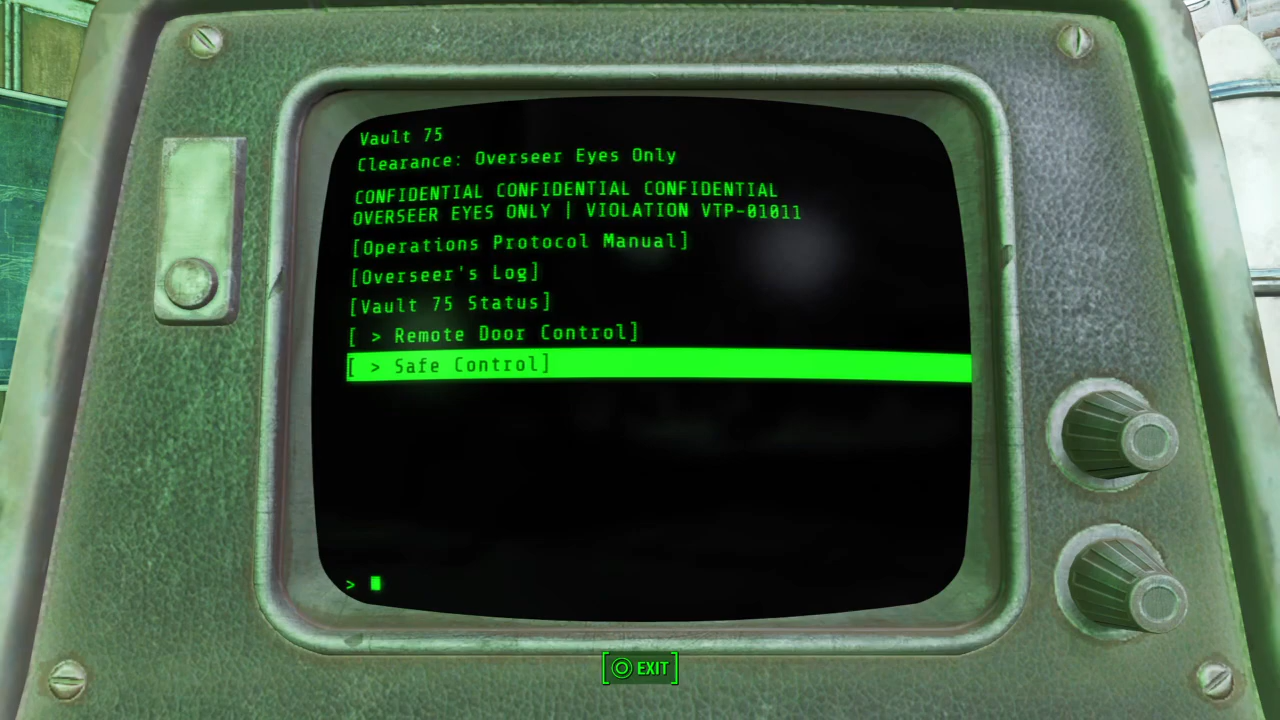 Vault 75
Clearance: Overseer Eyes Only
CONFIDENTIAL CONFIDENTIAL CONFIDENTIAL
OVERSEER EYES ONLY | VIOLATION VTP-01011
[Operations Protocol Manual]
[Overseer's Log]
[Vault 75 Status]
[ > Remote Door Control]
[ > Safe Control]
>
EXIT